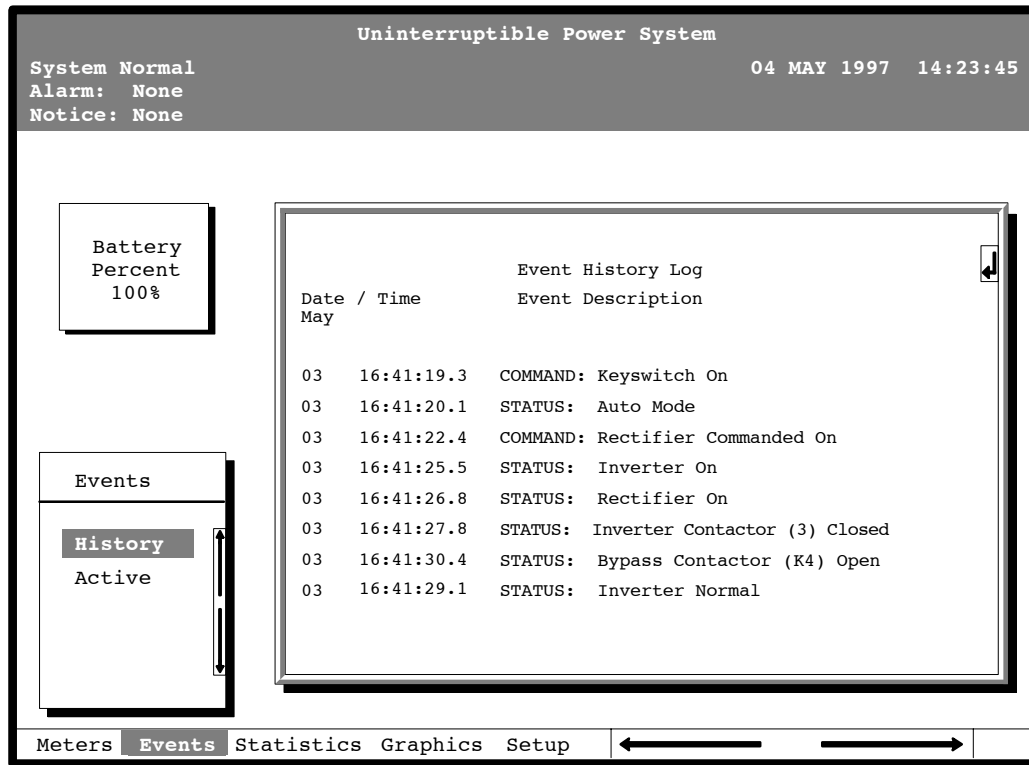 Uninterruptible Power System
System Normal 04 MAY 1997 14:23:45
Alarm: None
Notice: None
Battery
Percent
100%
Event History Log
Date / Time Event Description
May
03 16:41:19.3 COMMAND: Keyswitch On
03 16:41:20.1 STATUS: Auto Mode
03 16:41:22.4 COMMAND: Rectifier Commanded On
03 16:41:25.5 STATUS: Inverter On
03 16:41:26.8 STATUS: Rectifier On
03 16:41:27.8 STATUS: Inverter Contactor (3) Closed
03 16:41:30.4 STATUS: Bypass Contactor (K4) Open
03 16:41:29.1 STATUS: Inverter Normal
Events
History
Active
Meters Events Statistics Graphics Setup